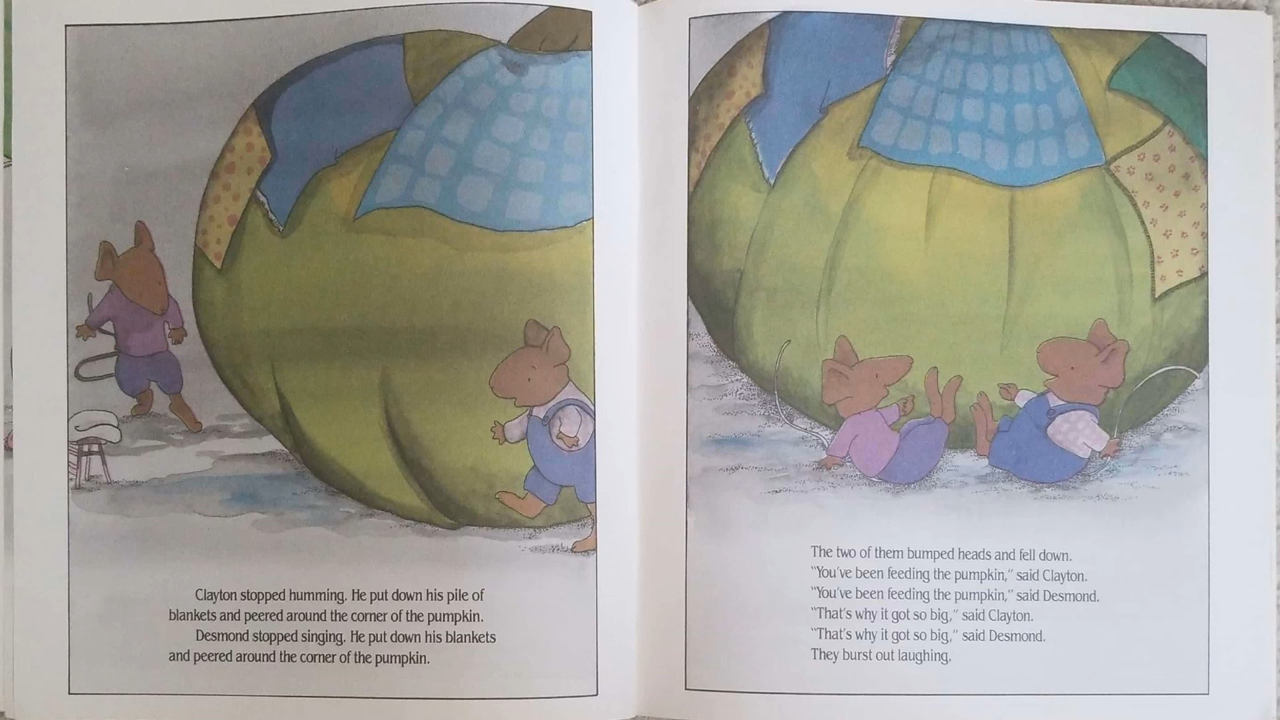 Clayton stopped humming. He put down his pile of
blankets and peered around the corner of the pumpkin.
Desmond stopped singing. He put down his blankets
and peered around the corner of the pumpkin.
The two of them bumped heads and fell down.
"You've been feeding the pumpkin," said Clayton.
"You've been feeding the pumpkin," said Desmond.
"That's why it got so big," said Clayton.
"That's why it got so big," said Desmond.
They burst out laughing.